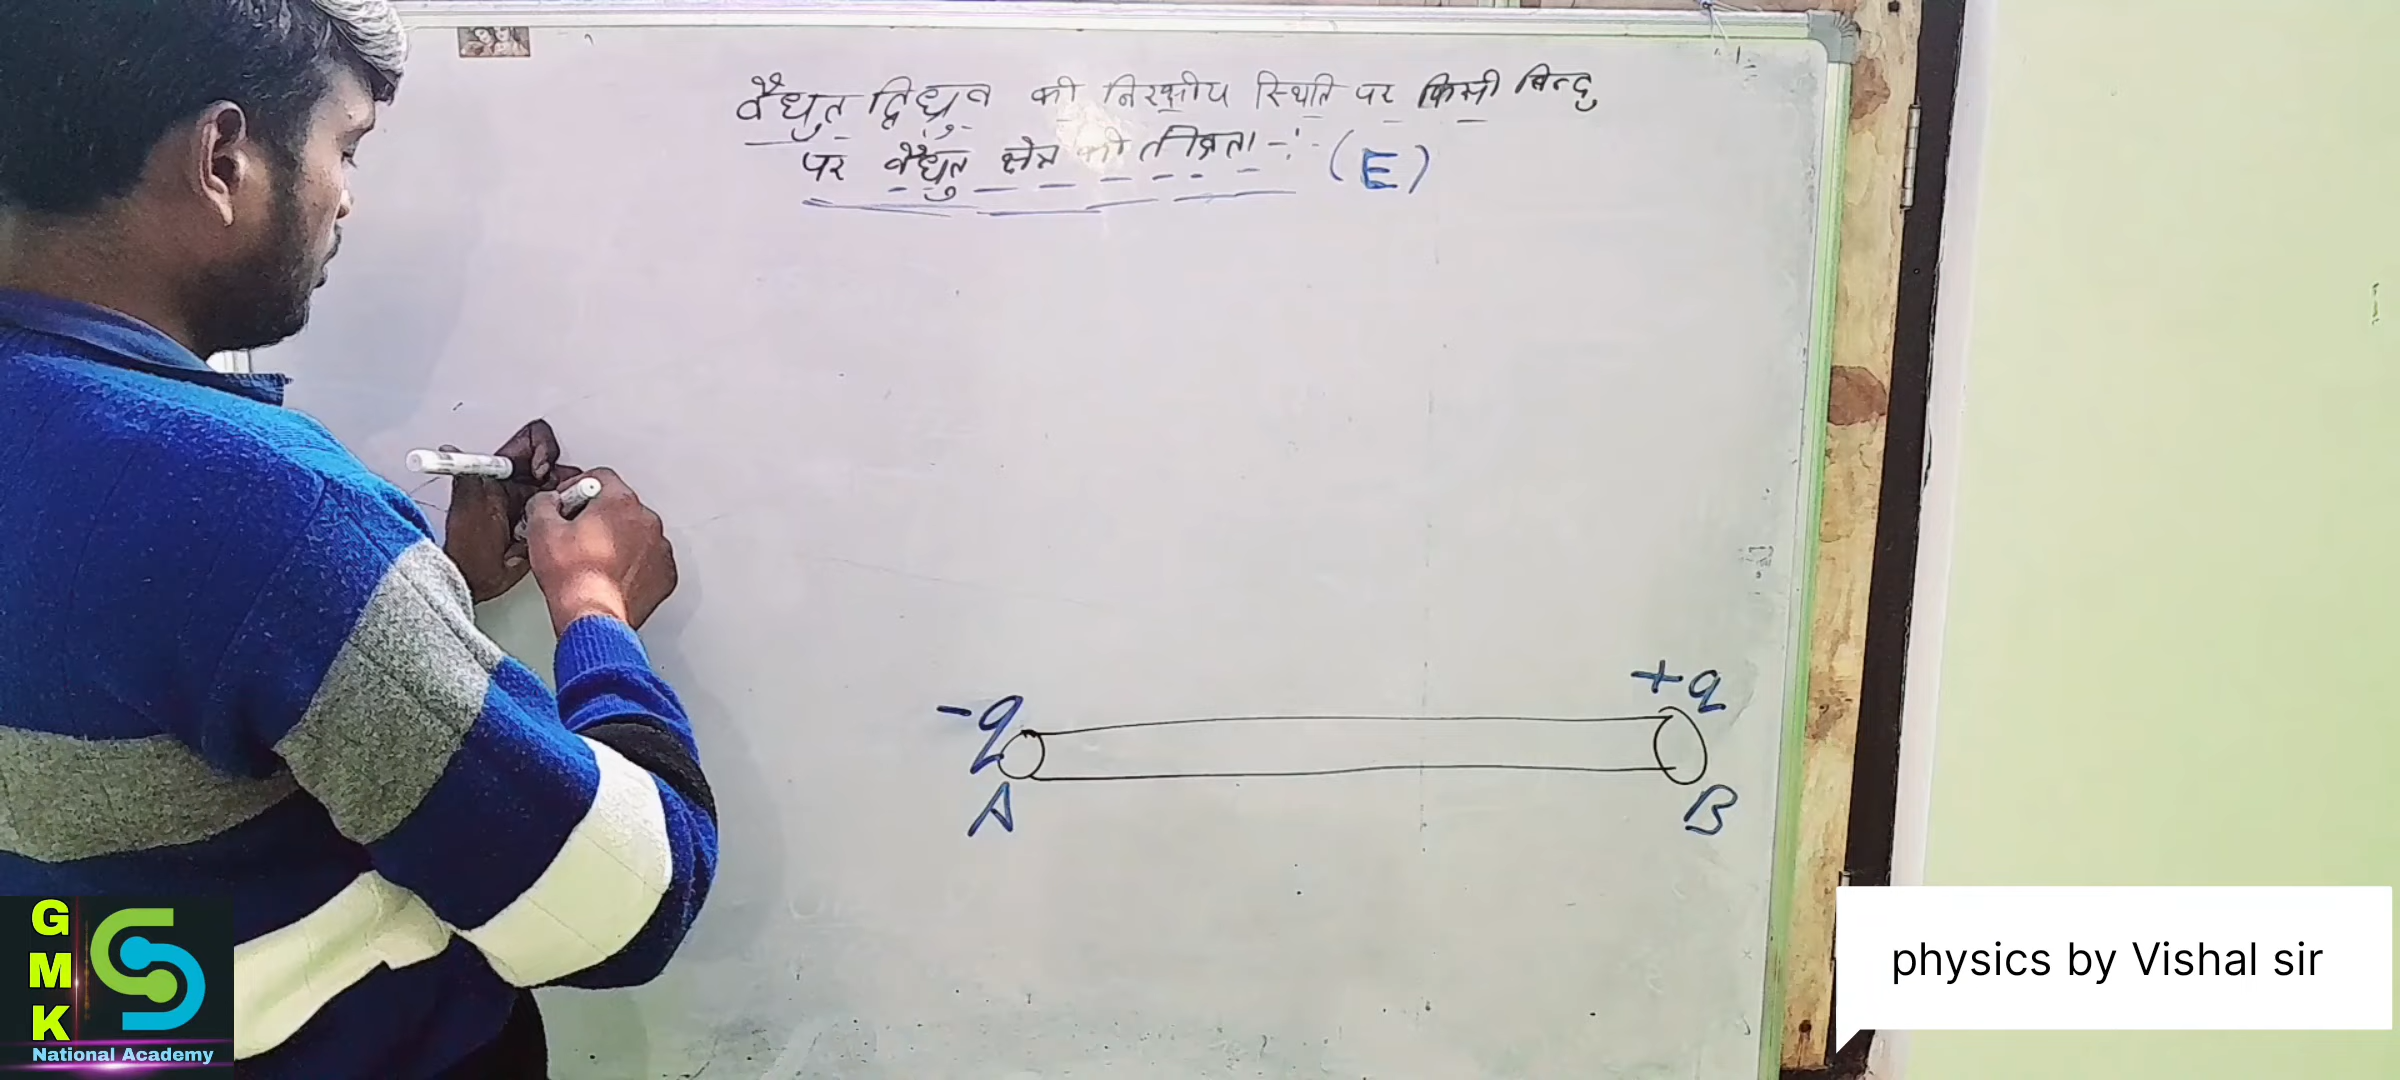 वैधुत द्विध्रुव की निरक्षीय स्थिति पर किसी बिन्दु
पर वैधुत क्षेत्र की तीव्रता -: (E)
-q
+q
A
B
GMK
National Academy
physics by Vishal sir